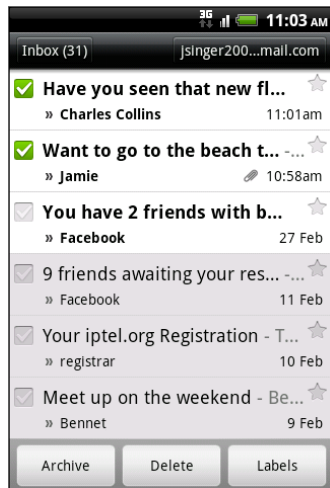 3G 11:03 AM
Inbox (31) jsinger200...mail.com
Have you seen that new fl...
» Charles Collins 11:01am
Want to go to the beach t... -...
» Jamie 10:58am
You have 2 friends with b...
» Facebook 27 Feb
9 friends awaiting your res... -...
» Facebook 11 Feb
Your iptel.org Registration - T...
» registrar 10 Feb
Meet up on the weekend - Be...
» Bennet 9 Feb
Archive Delete Labels